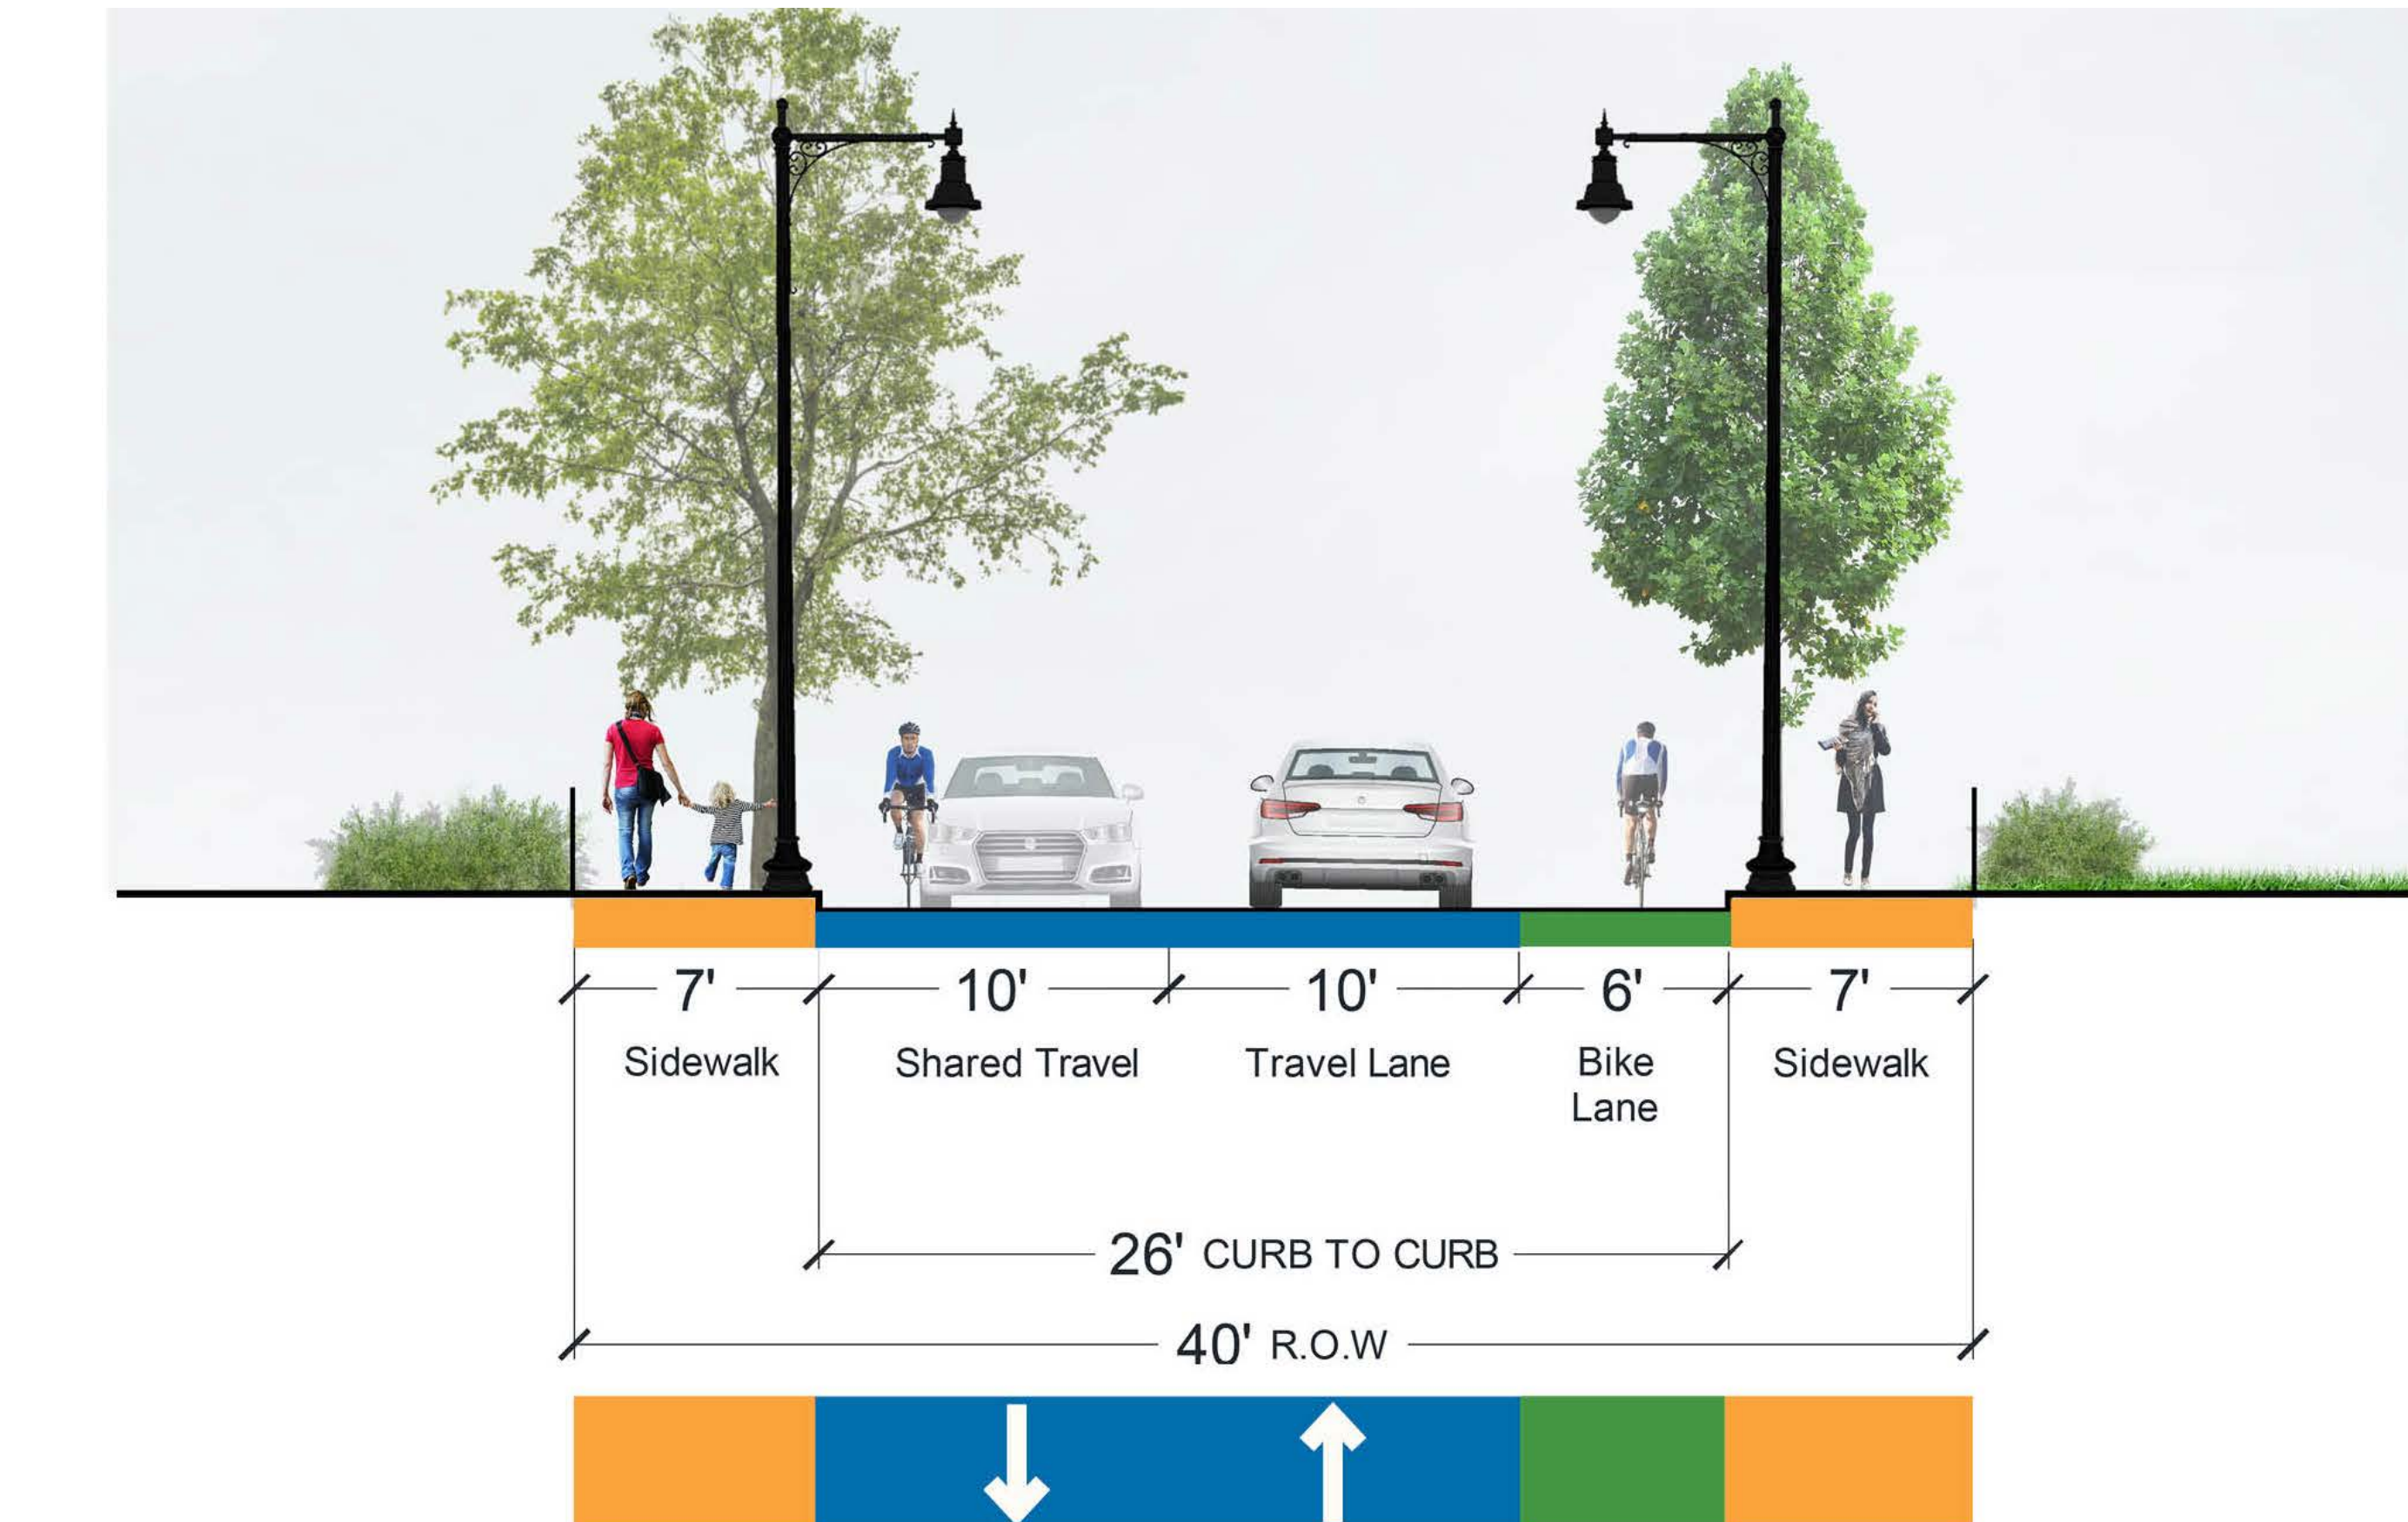 7' 10' 10' 6' 7'
Sidewalk Shared Travel Travel Lane Bike Sidewalk
Lane
26' CURB TO CURB
40' R.O.W